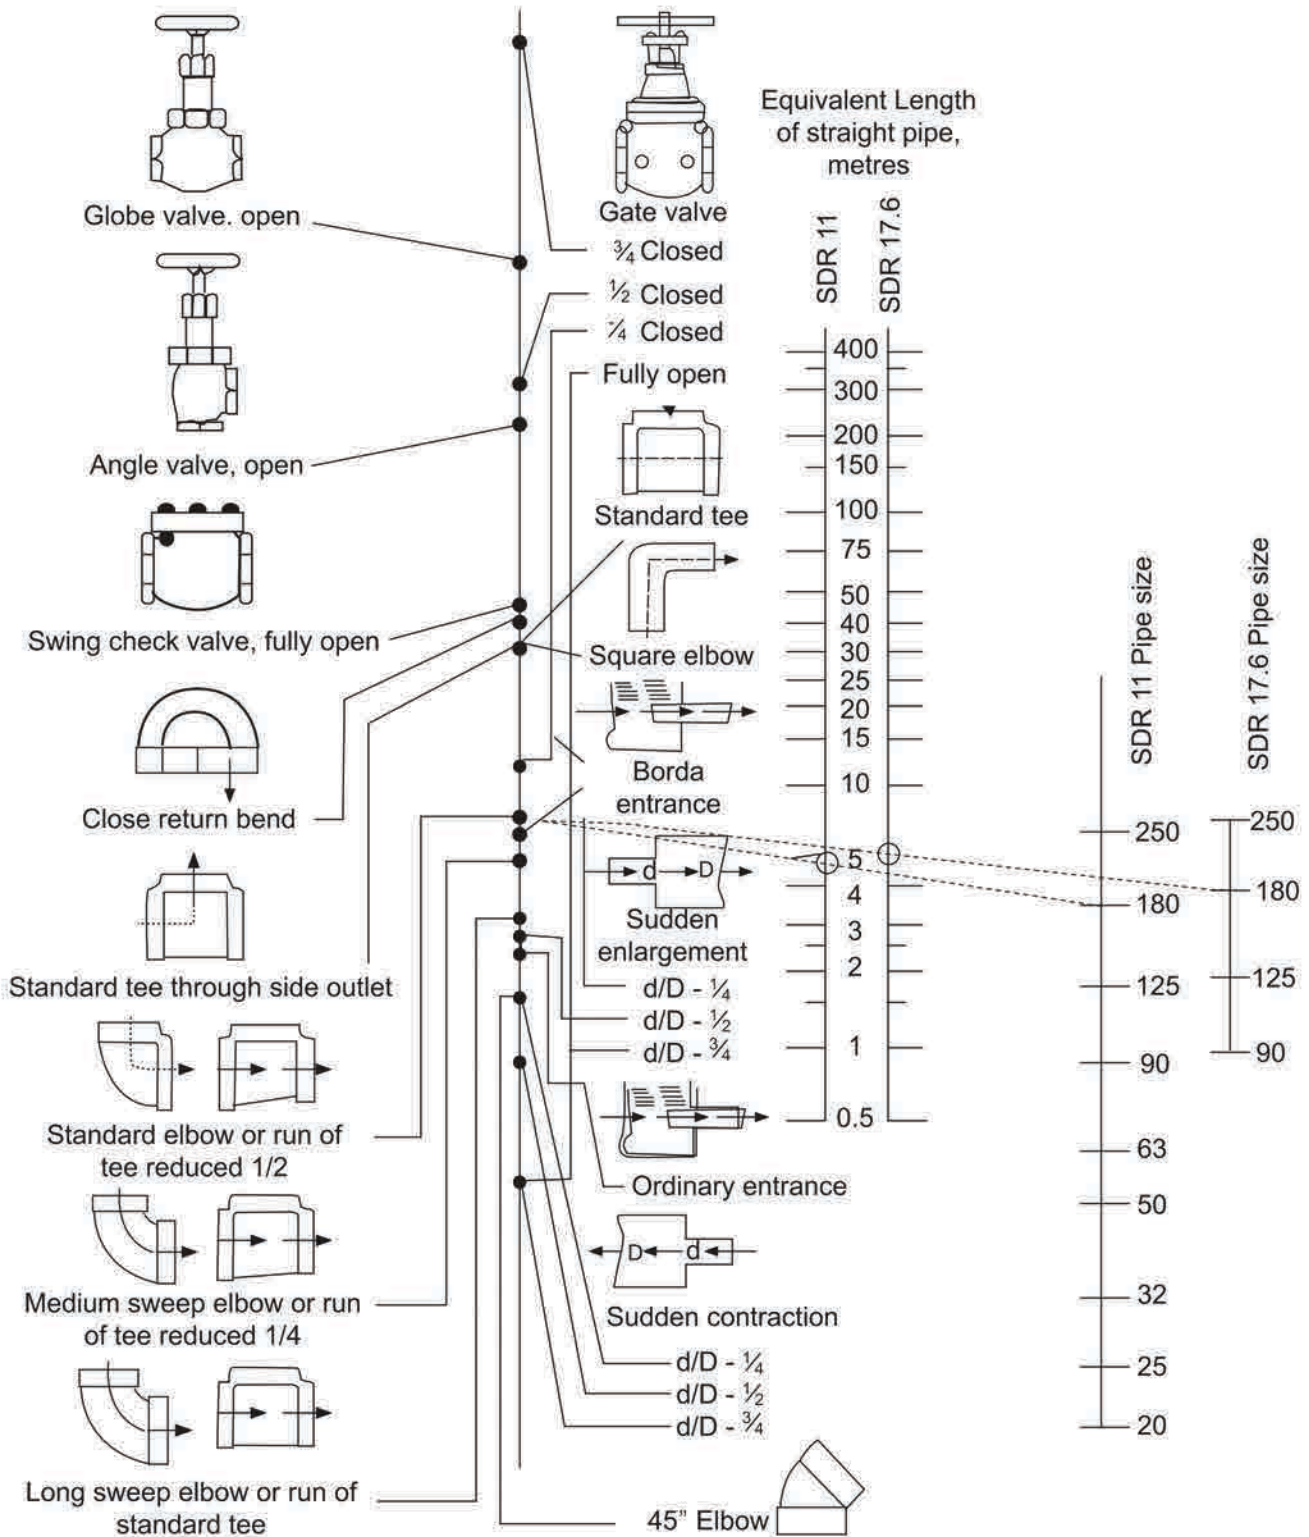 Globe valve. open
Angle valve, open
Swing check valve, fully open
Close return bend
Standard tee through side outlet
Standard elbow or run of
tee reduced 1/2
Medium sweep elbow or run
of tee reduced 1/4
Long sweep elbow or run of
standard tee
Gate valve
¾ Closed
½ Closed
⁄4 Closed
Fully open
Standard tee
Square elbow
Borda
entrance
d D
Sudden
enlargement
d/D - ¼
d/D - ½
d/D - ¾
Ordinary entrance
D d
Sudden contraction
d/D - ¼
d/D - ½
d/D - ¾
45" Elbow
Equivalent Length
of straight pipe,
metres
SDR 11
SDR 17.6
400
300
200
150
100
75
50
40
30
25
20
15
10
5
4
3
2
1
0.5
SDR 11 Pipe size
250
180
125
90
63
50
32
25
20
SDR 17.6 Pipe size
250
180
125
90